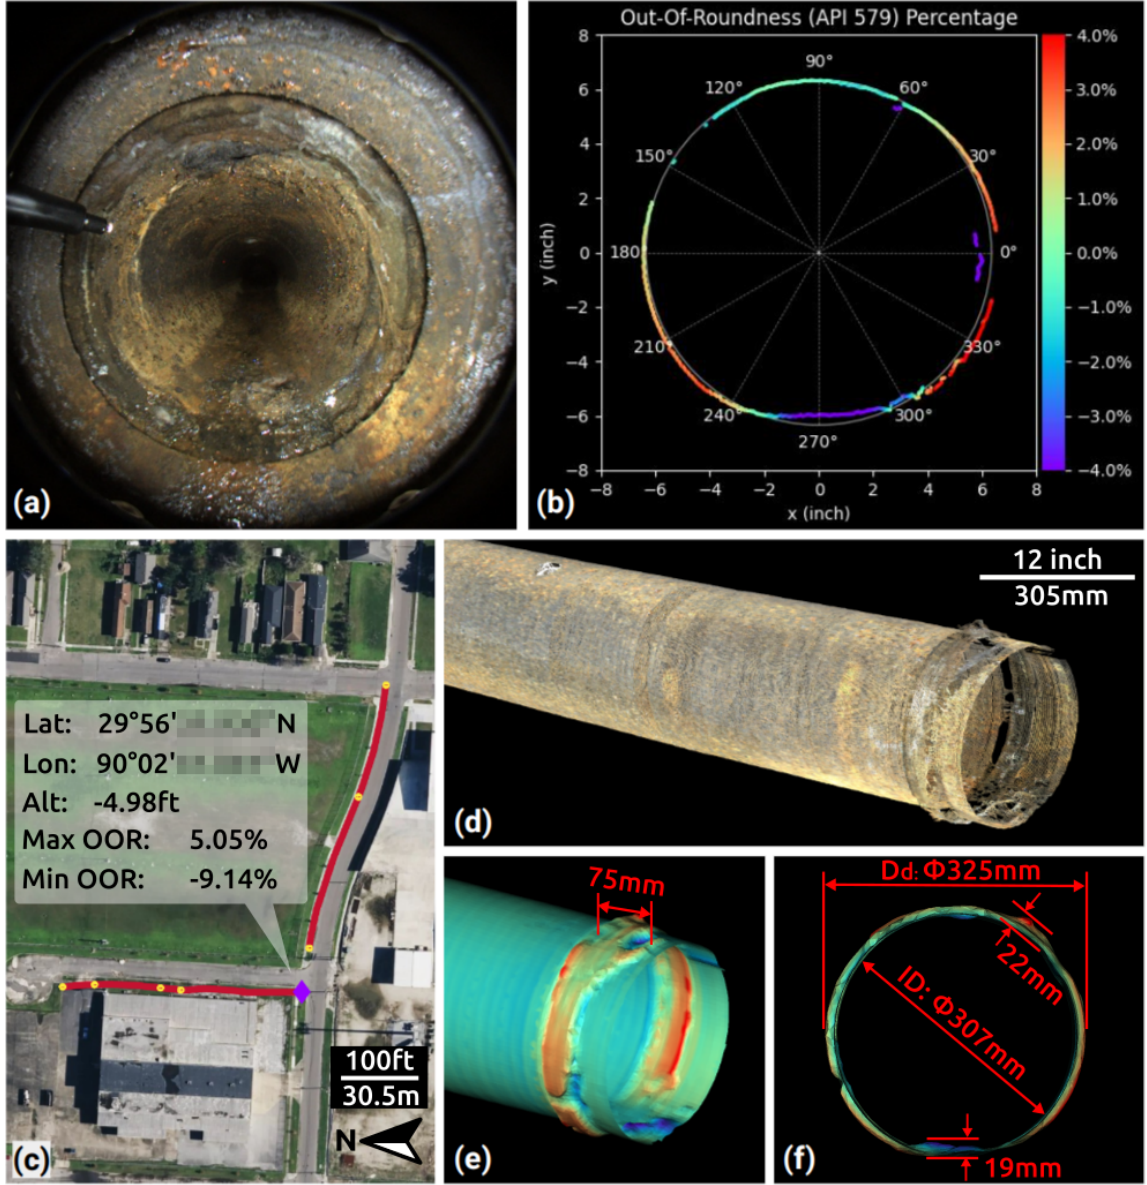 (a)
Out-Of-Roundness (API 579) Percentage
8
6
4
2
0
−2
−4
−6
−8
y (inch)
90°
120°
60°
150°
30°
180
0°
210°
330°
240°
300°
270°
−8 −6 −4 −2 0 2 4 6 8
x (inch)
4.0%
3.0%
2.0%
1.0%
0.0%
−1.0%
−2.0%
−3.0%
−4.0%
(b)
Lat: 29°56' N
Lon: 90°02' W
Alt: -4.98ft
Max OOR: 5.05%
Min OOR: -9.14%
100ft
30.5m
N
(c)
12 inch
305mm
(d)
75mm
(e)
Dd: Φ325mm
22mm
ID: Φ307mm
19mm
(f)